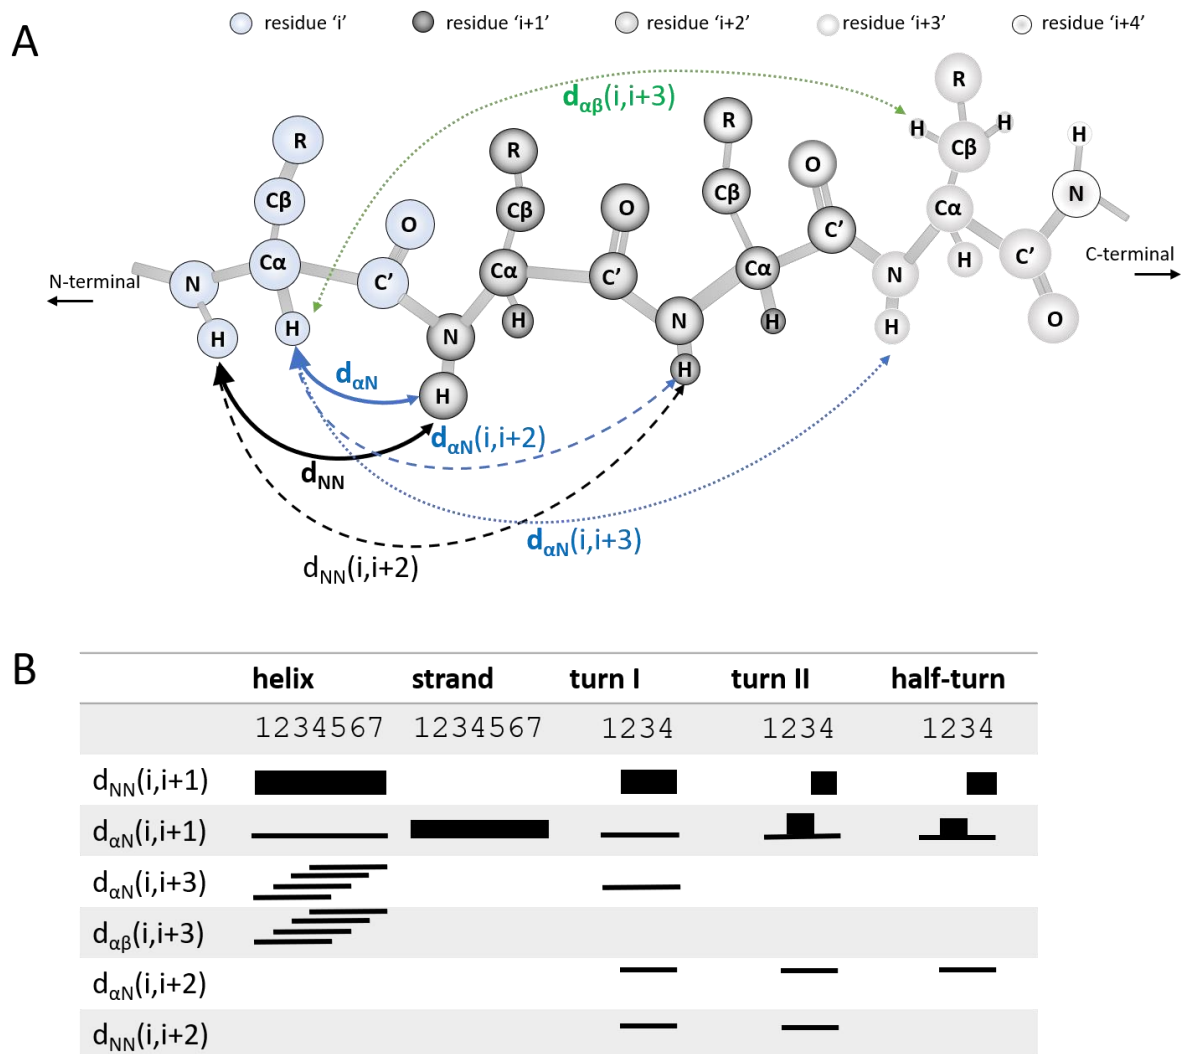 residue ‘i’ residue ‘i+1’ residue ‘i+2’ residue ‘i+3’ residue ‘i+4’
A
dαβ(i,i+3)
R
H H
H
R
R
R
O
Cβ
Cβ
Cβ
Cβ
O
O
N
Cα
C’
N-terminal
C-terminal
N
Cα
C’
Cα
C’
Cα
N
H
C’
H
H
N
H
N
H
H
O
dαN
H
H
dαN(i,i+2)
dNN
dαN(i,i+3)
dNN(i,i+2)
B
helix strand turn I turn II half-turn
1234567 1234567 1234 1234 1234
dNN(i,i+1)
dαN(i,i+1)
dαN(i,i+3)
dαβ(i,i+3)
dαN(i,i+2)
dNN(i,i+2)